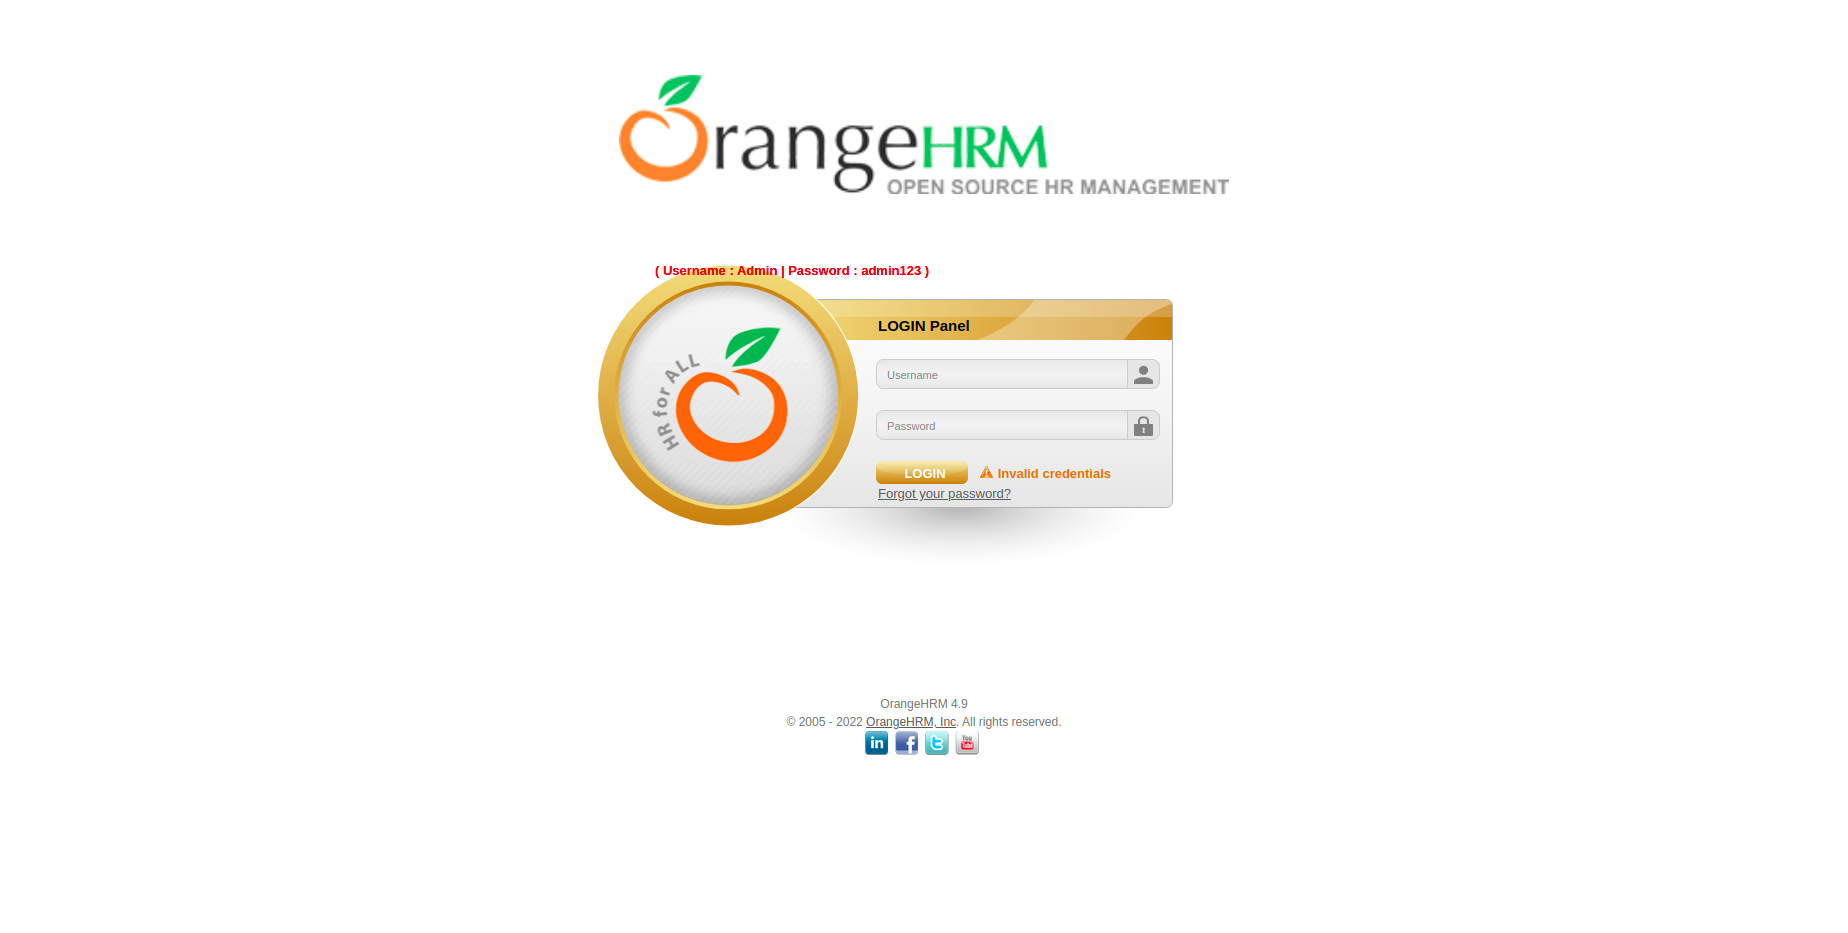 OrangeHRM
OPEN SOURCE HR MANAGEMENT
( Username : Admin | Password : admin123 )
LOGIN Panel
HR for ALL
Username
Password
LOGIN Invalid credentials
Forgot your password?
OrangeHRM 4.9
© 2005 - 2022 OrangeHRM, Inc. All rights reserved.
in f t You Tube